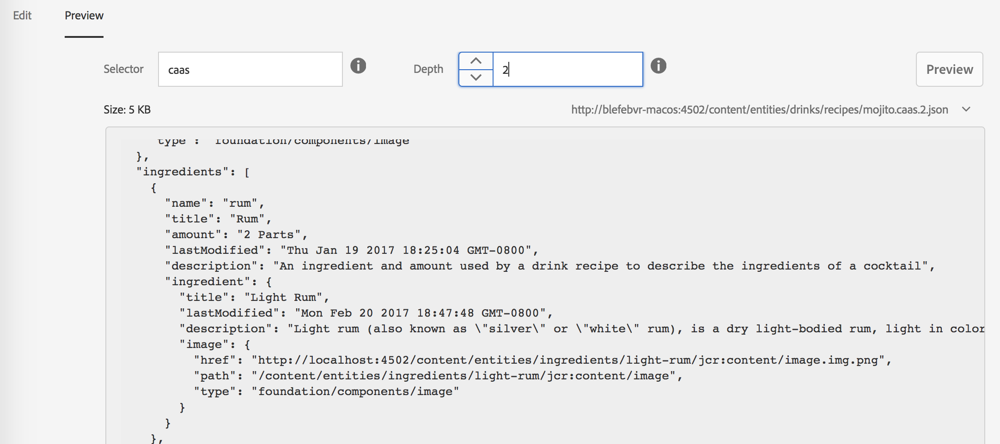 Edit Preview
Selector caas Depth 2 Preview
Size: 5 KB http://blefebvr-macos:4502/content/entities/drinks/recipes/mojito.caas.2.json
type : foundation/components/image
},
"ingredients": [
{
"name": "rum",
"title": "Rum",
"amount": "2 Parts",
"lastModified": "Thu Jan 19 2017 18:25:04 GMT-0800",
"description": "An ingredient and amount used by a drink recipe to describe the ingredients of a cocktail",
"ingredient": {
"title": "Light Rum",
"lastModified": "Mon Feb 20 2017 18:47:48 GMT-0800",
"description": "Light rum (also known as \"silver\" or \"white\" rum), is a dry light-bodied rum, light in color
"image": {
"href": "http://localhost:4502/content/entities/ingredients/light-rum/jcr:content/image.img.png",
"path": "/content/entities/ingredients/light-rum/jcr:content/image",
"type": "foundation/components/image"
}
}
},